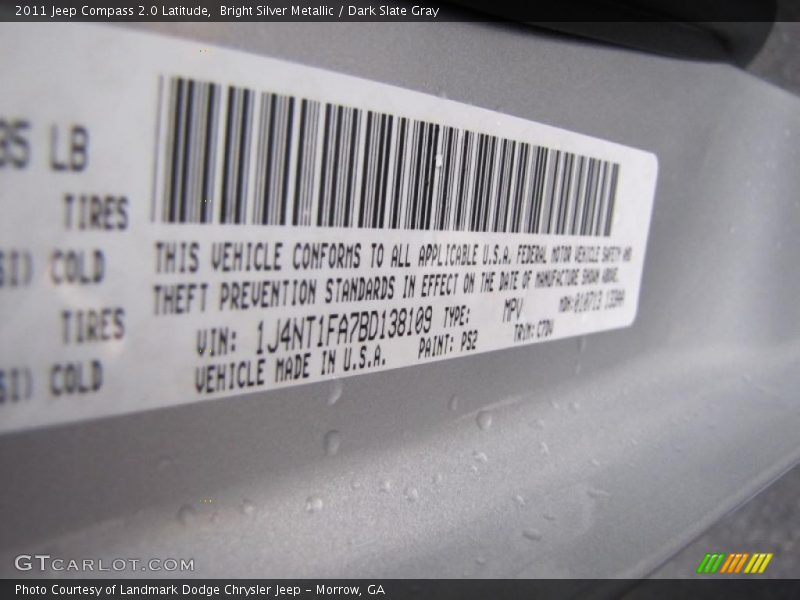 2011 Jeep Compass 2.0 Latitude,  Bright Silver Metallic / Dark Slate Gray
LB
TIRES
COLD
TIRES
COLD
THIS VEHICLE CONFORMS TO ALL APPLICABLE U.S.A. FEDERAL MOTOR VEHICLE SAFETY AND
THEFT PREVENTION STANDARDS IN EFFECT ON THE DATE OF MANUFACTURE SHOWN ABOVE.
VIN: 1J4NT1FA7BD138109 TYPE: MPV
VEHICLE MADE IN U.S.A. PAINT: PS2 TRIM:
GTCARLOT.COM
Photo Courtesy of Landmark Dodge Chrysler Jeep – Morrow, GA